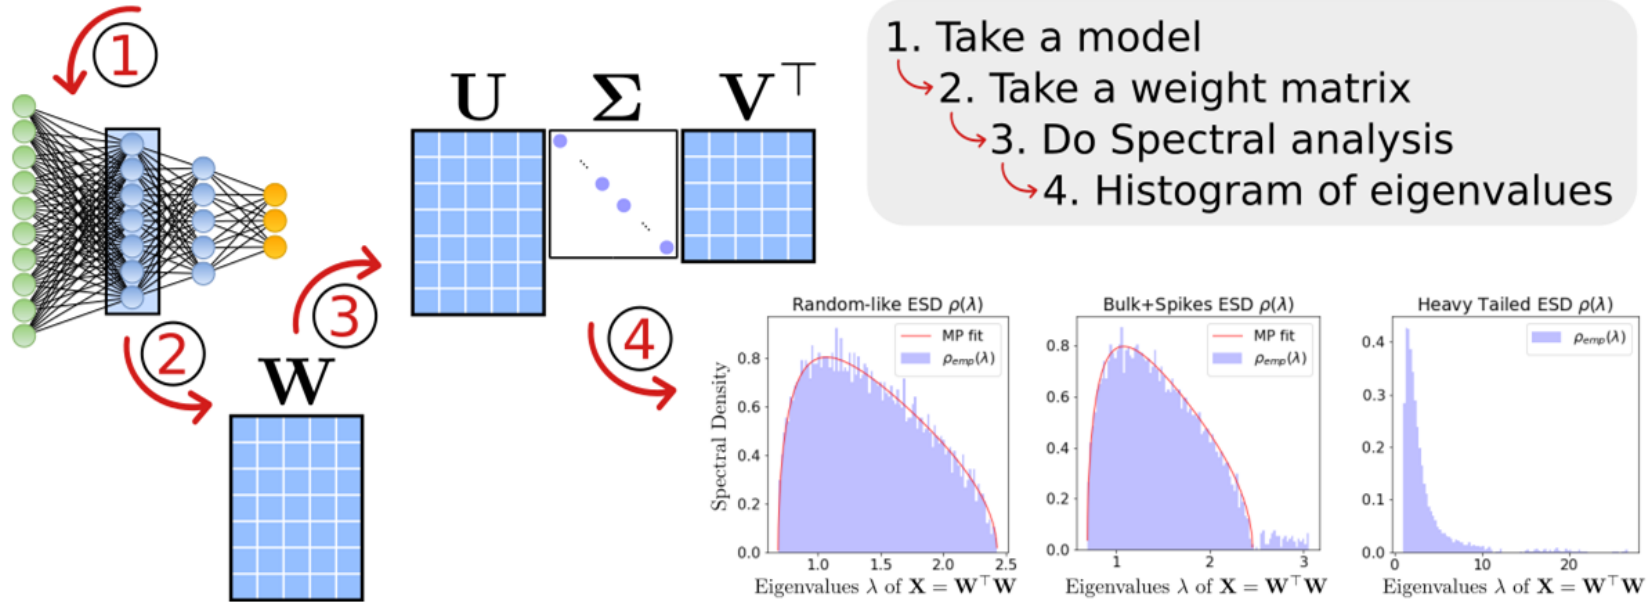 1
1. Take a model
2. Take a weight matrix
3. Do Spectral analysis
4. Histogram of eigenvalues
U Σ V⊤
3
2
4
W
Random-like ESD ρ(λ)
MP fit
ρemp(λ)
Spectral Density
0.8
0.6
0.4
0.2
0.0
1.0 1.5 2.0 2.5
Eigenvalues λ of X = W⊤W
Bulk+Spikes ESD ρ(λ)
MP fit
ρemp(λ)
0.8
0.6
0.4
0.2
0.0
1 2 3
Eigenvalues λ of X = W⊤W
Heavy Tailed ESD ρ(λ)
ρemp(λ)
0.4
0.3
0.2
0.1
0.0
0 10 20
Eigenvalues λ of X = W⊤W